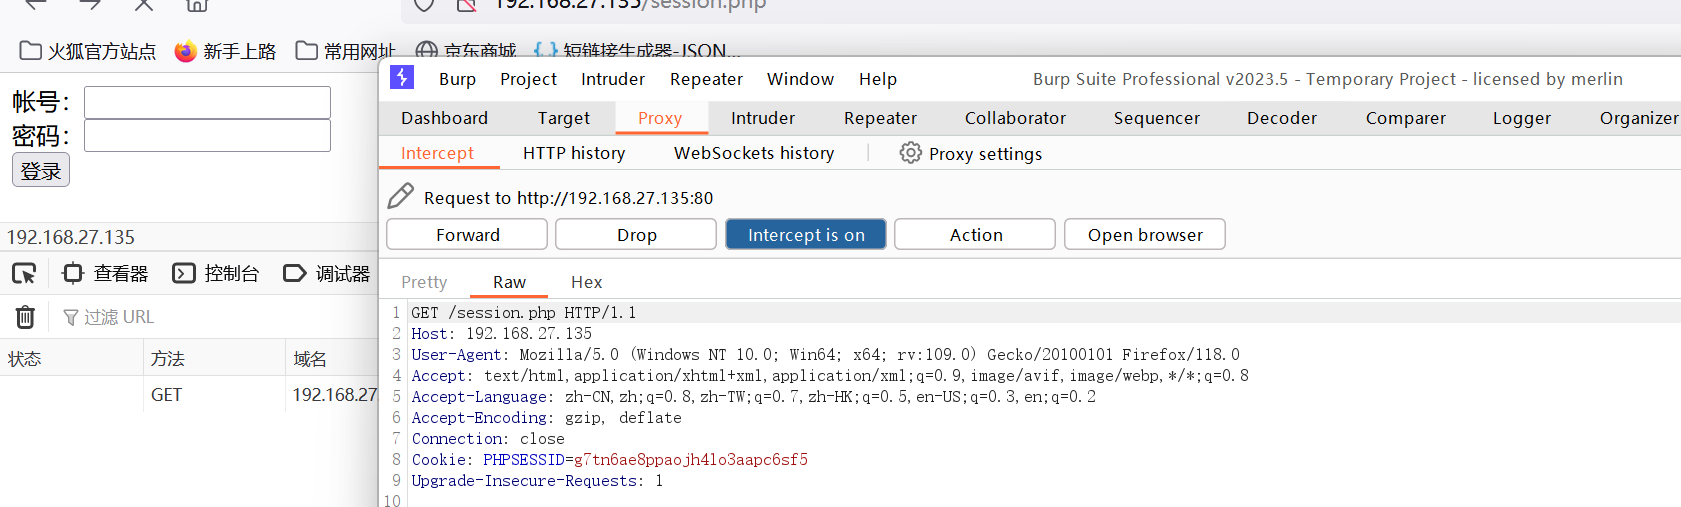 192.168.27.135/session.php
火狐官方站点 新手上路 常用网址 京东商城 短链接生成器-JSON...
帐号：
密码：
登录
192.168.27.135
查看器 控制台 调试器
过滤 URL
状态 方法 域名
GET 192.168.27
Burp Project Intruder Repeater Window Help Burp Suite Professional v2023.5 - Temporary Project - licensed by merlin
Dashboard Target Proxy Intruder Repeater Collaborator Sequencer Decoder Comparer Logger Organizer
Intercept HTTP history WebSockets history Proxy settings
Request to http://192.168.27.135:80
Forward Drop Intercept is on Action Open browser
Pretty Raw Hex
1 GET /session.php HTTP/1.1
2 Host: 192.168.27.135
3 User-Agent: Mozilla/5.0 (Windows NT 10.0; Win64; x64; rv:109.0) Gecko/20100101 Firefox/118.0
4 Accept: text/html,application/xhtml+xml,application/xml;q=0.9,image/avif,image/webp,*/*;q=0.8
5 Accept-Language: zh-CN,zh;q=0.8,zh-TW;q=0.7,zh-HK;q=0.5,en-US;q=0.3,en;q=0.2
6 Accept-Encoding: gzip, deflate
7 Connection: close
8 Cookie: PHPSESSID=g7tn6ae8ppaojh4lo3aapc6sf5
9 Upgrade-Insecure-Requests: 1
10